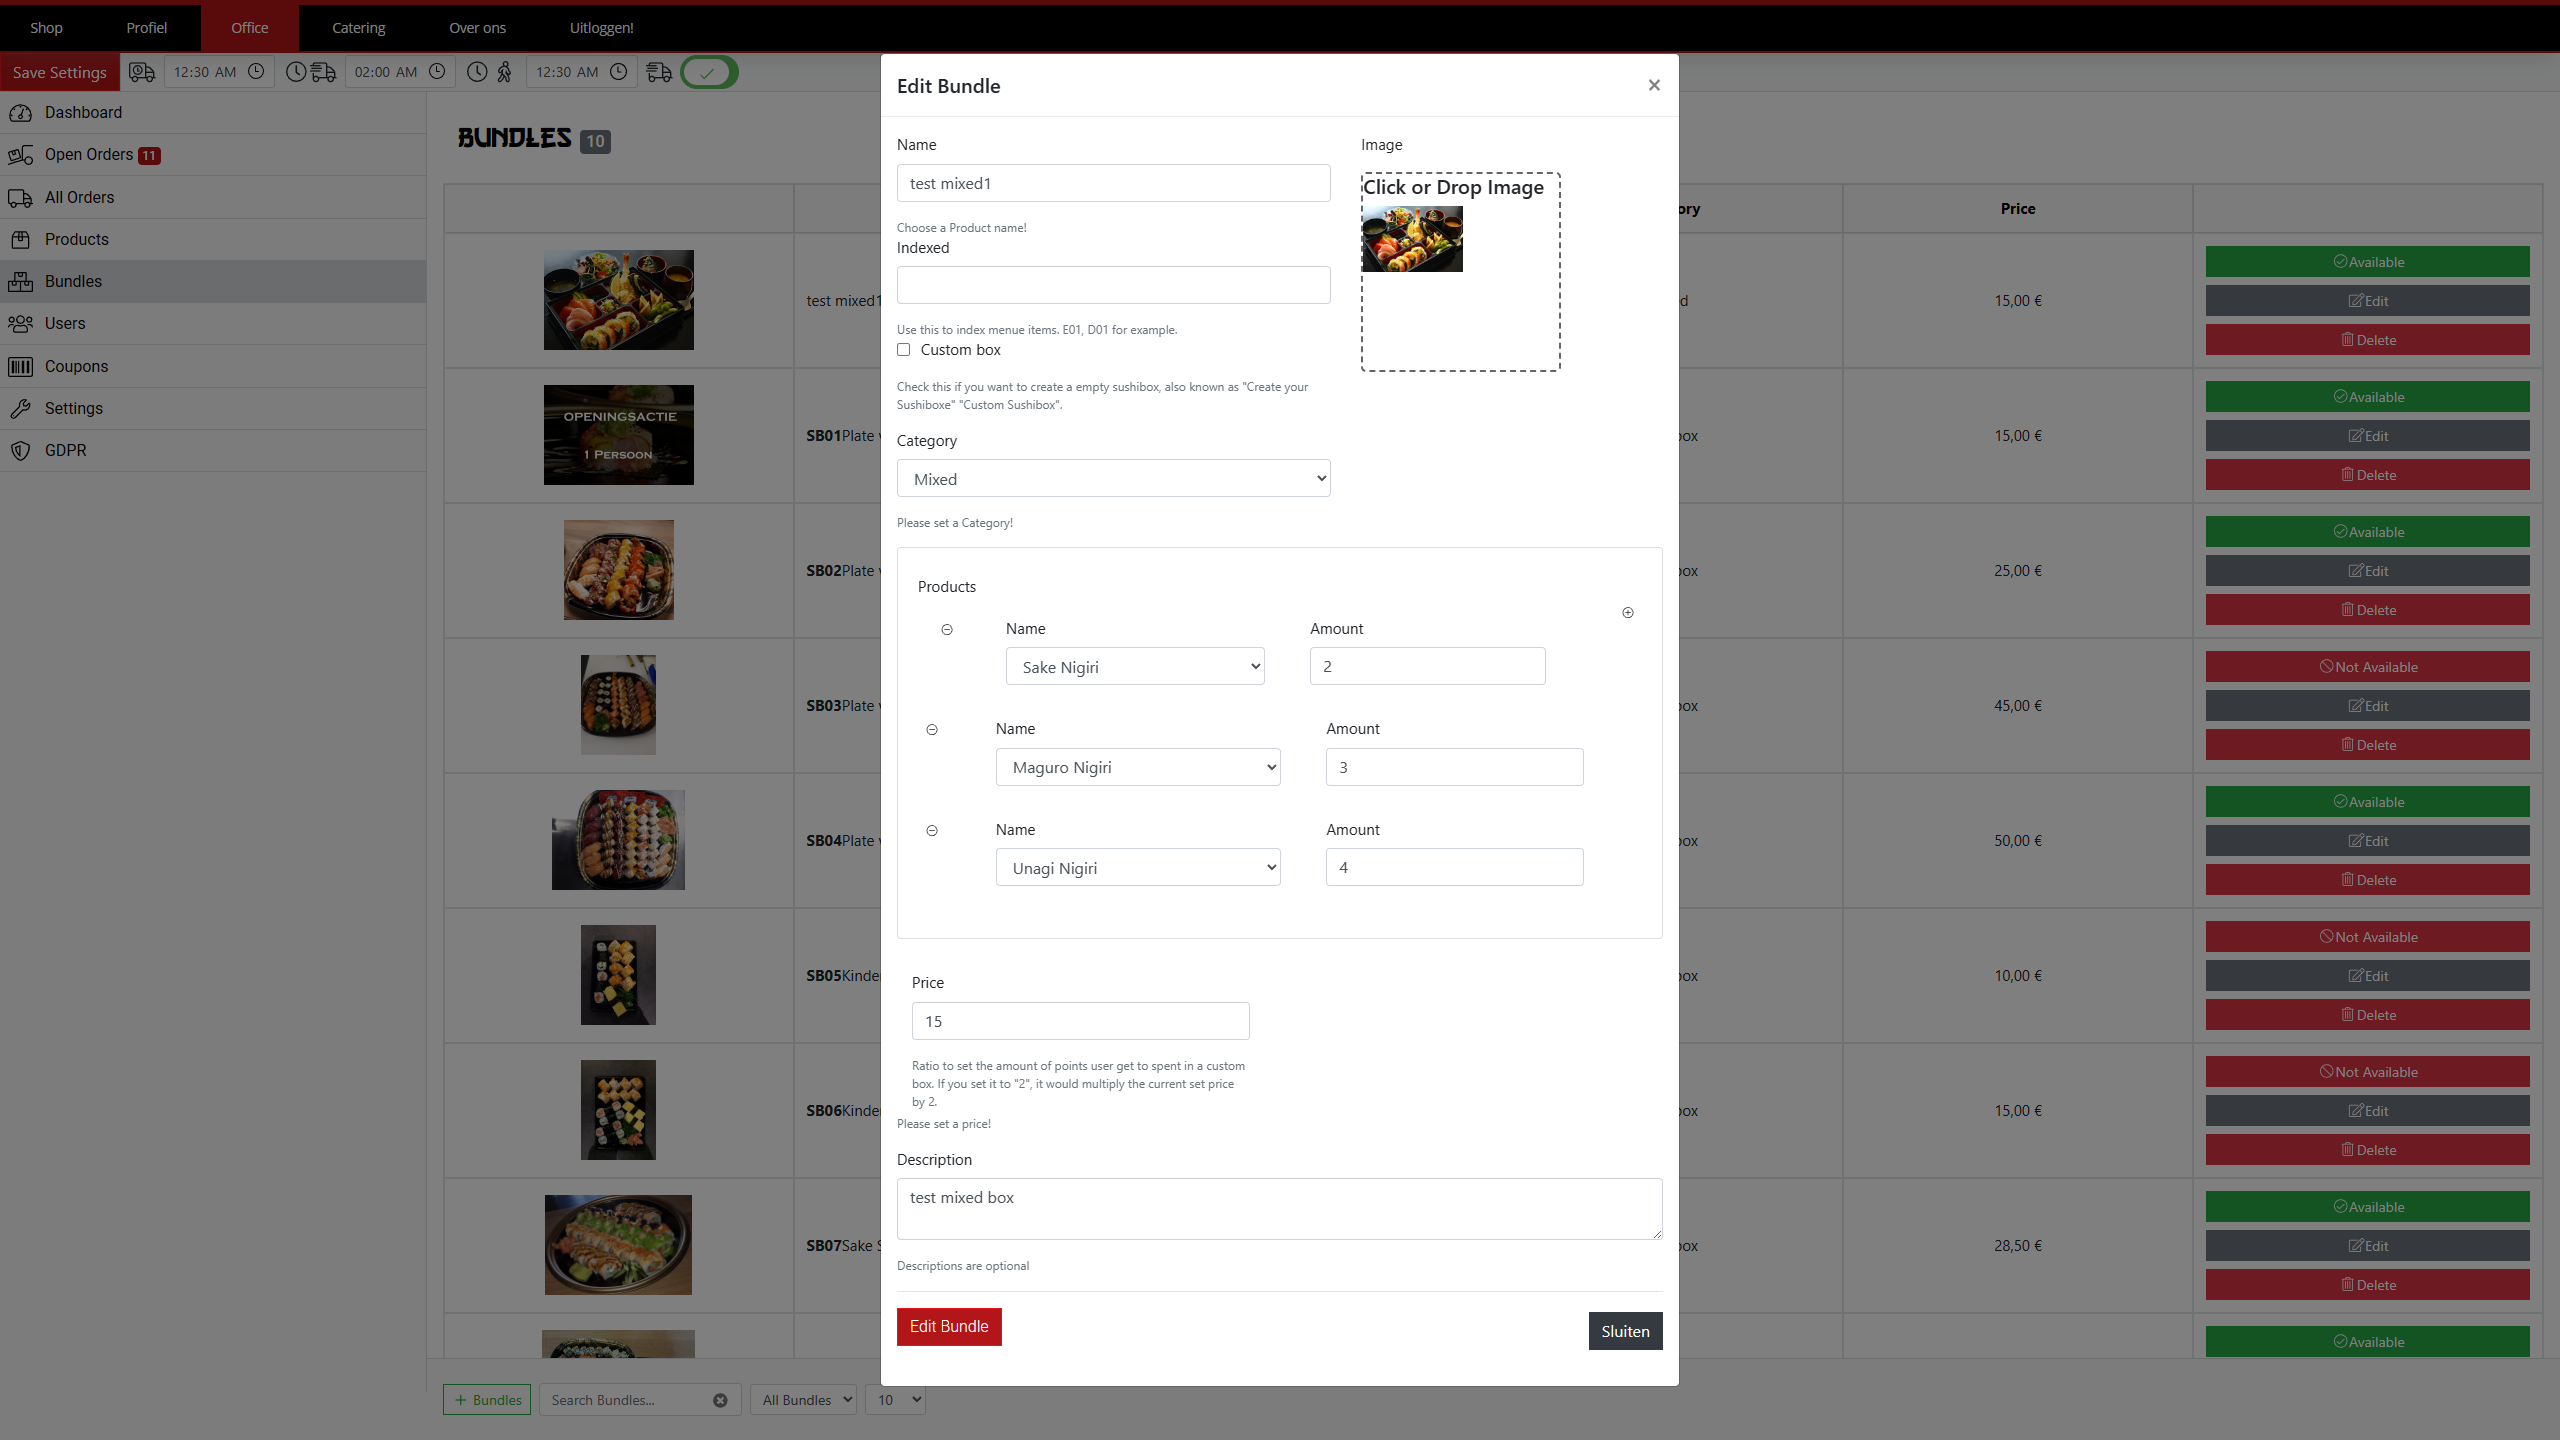 Shop Profiel Office Catering Over ons Uitloggen!
Save Settings 12:30 AM 02:00 AM 12:30 AM
Dashboard
Open Orders 11
All Orders
Products
Bundles
Users
Coupons
Settings
GDPR
BUNDLES 10
ory Price
test mixed1 d 15,00 € Available
Edit
Delete
OPENINGSACTIE
1 PERSOON
SB01Plate box 15,00 € Available
Edit
Delete
SB02Plate box 25,00 € Available
Edit
Delete
SB03Plate box 45,00 € Not Available
Edit
Delete
SB04Plate box 50,00 € Available
Edit
Delete
SB05Kinde box 10,00 € Not Available
Edit
Delete
SB06Kinde box 15,00 € Not Available
Edit
Delete
SB07Sake S box 28,50 € Available
Edit
Delete
Available
+ Bundles Search Bundles... All Bundles 10
Edit Bundle ×
Name
test mixed1
Choose a Product name!
Image
Click or Drop Image
Indexed
Use this to index menue items. E01, D01 for example.
Custom box
Check this if you want to create a empty sushibox, also known as "Create your
Sushiboxe" "Custom Sushibox".
Category
Mixed
Please set a Category!
Products
Name Amount
Sake Nigiri 2
Name Amount
Maguro Nigiri 3
Name Amount
Unagi Nigiri 4
Price
15
Ratio to set the amount of points user get to spent in a custom
box. If you set it to "2", it would multiply the current set price
by 2.
Please set a price!
Description
test mixed box
Descriptions are optional
Edit Bundle Sluiten